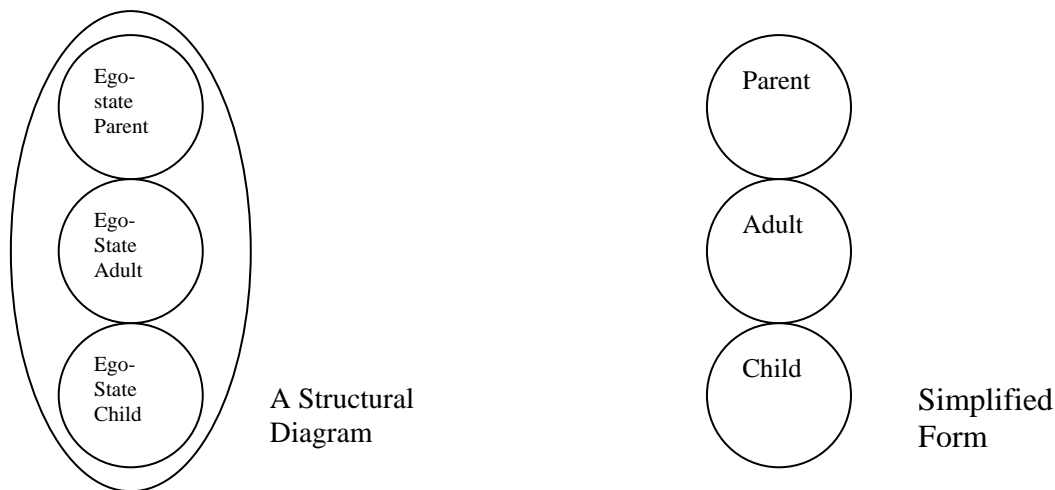 Ego-
state
Parent
Ego-
State
Adult
Ego-
State
Child
A Structural
Diagram
Parent
Adult
Child
Simplified
Form